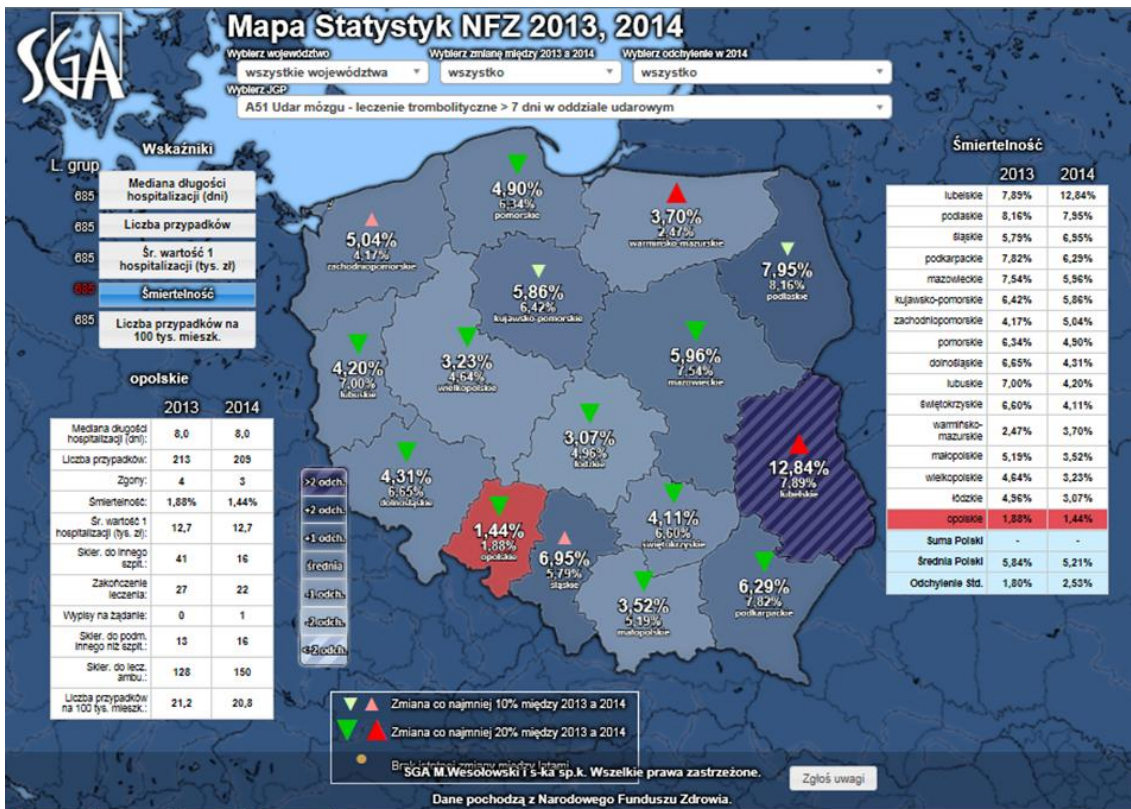 SGA
Mapa Statystyk NFZ 2013, 2014
Wybierz województwo
Wybierz zmianę między 2013 a 2014
Wybierz odchylenie w 2014
wszystkie województwa
wszystko
wszystko
Wybierz JGP
A51 Udar mózgu - leczenie trombolityczne > 7 dni w oddziale udarowym
Wskaźniki
L. grup
685
Mediana długości
hospitalizacji (dni)
685
Liczba przypadków
685
Śr. wartość 1
hospitalizacji (tys. zł)
685
Śmiertelność
685
Liczba przypadków na
100 tys. mieszk.
opolskie
2013 2014
Mediana długości
hospitalizacji (dni): 8,0 8,0
Liczba przypadków: 213 209
Zgony: 4 3
Śmiertelność: 1,88% 1,44%
Śr. wartość 1
hospitalizacji (tys. zł): 12,7 12,7
Skier. do innego
szpit.: 41 16
Zakończenie
leczenia: 27 22
Wypisy na żądanie: 0 1
Skier. do podm.
innego niż szpit.: 13 16
Skier. do lecz.
ambu.: 128 150
Liczba przypadków
na 100 tys. mieszk.: 21,2 20,8
>2 odch.
+2 odch.
+1 odch.
średnia
-1 odch.
-2 odch.
<-2 odch.
4,90%
6,34%
pomorskie
3,70%
2,47%
warmińsko-mazurskie
5,04%
4,17%
zachodniopomorskie
7,95%
8,16%
podlaskie
5,86%
6,42%
kujawsko-pomorskie
4,20%
7,00%
lubuskie
3,23%
4,64%
wielkopolskie
5,96%
7,54%
mazowieckie
3,07%
4,96%
łódzkie
12,84%
7,89%
lubelskie
4,31%
6,65%
dolnośląskie
1,44%
1,88%
opolskie
6,95%
5,79%
śląskie
4,11%
6,60%
świętokrzyskie
3,52%
5,19%
małopolskie
6,29%
7,82%
podkarpackie
Śmiertelność
2013 2014
lubelskie 7,89% 12,84%
podlaskie 8,16% 7,95%
śląskie 5,79% 6,95%
podkarpackie 7,82% 6,29%
mazowieckie 7,54% 5,96%
kujawsko-pomorskie 6,42% 5,86%
zachodniopomorskie 4,17% 5,04%
pomorskie 6,34% 4,90%
dolnośląskie 6,65% 4,31%
lubuskie 7,00% 4,20%
świętokrzyskie 6,60% 4,11%
warmińsko-
mazurskie 2,47% 3,70%
małopolskie 5,19% 3,52%
wielkopolskie 4,64% 3,23%
łódzkie 4,96% 3,07%
opolskie 1,88% 1,44%
Suma Polski - -
Średnia Polski 5,84% 5,21%
Odchylenie Std. 1,80% 2,53%
Zmiana co najmniej 10% między 2013 a 2014
Zmiana co najmniej 20% między 2013 a 2014
Brak istotnej zmiany między latami
SGA M.Wesołowski i s-ka sp.k. Wszelkie prawa zastrzeżone.
Zgłoś uwagi
Dane pochodzą z Narodowego Funduszu Zdrowia.